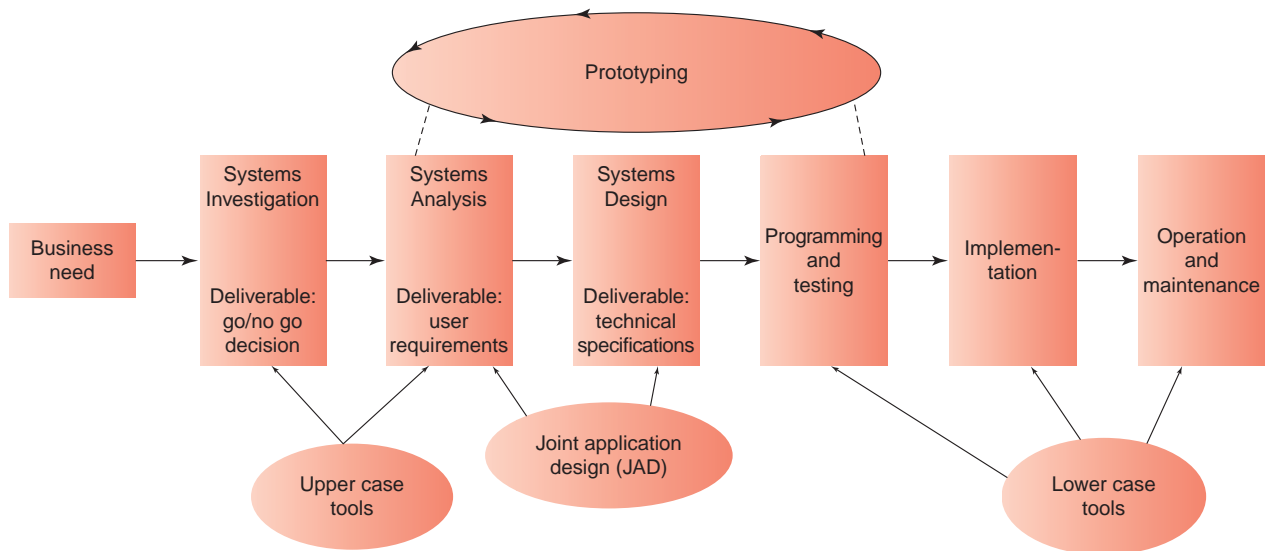 Prototyping
Business
need
Systems
Investigation
Deliverable:
go/no go
decision
Systems
Analysis
Deliverable:
user
requirements
Systems
Design
Deliverable:
technical
specifications
Programming
and
testing
Implemen-
tation
Operation
and
maintenance
Upper case
tools
Joint application
design (JAD)
Lower case
tools